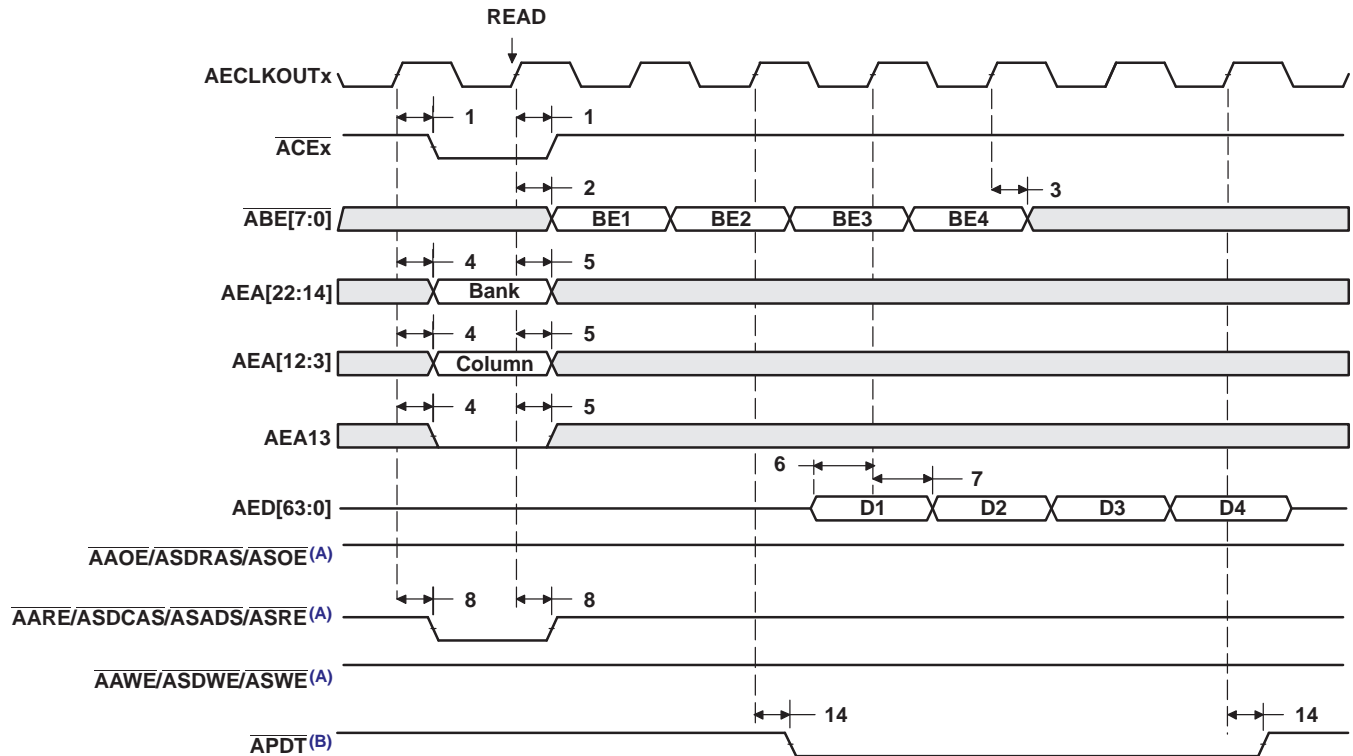 READ
AECLKOUTx
1 1
ACEx
2 3
ABE[7:0] BE1 BE2 BE3 BE4
4 5
AEA[22:14] Bank
4 5
AEA[12:3] Column
4 5
AEA13
6 7
AED[63:0] D1 D2 D3 D4
AAOE/ASDRAS/ASOE(A)
8 8
AARE/ASDCAS/ASADS/ASRE(A)
AAWE/ASDWE/ASWE(A)
14 14
APDT(B)